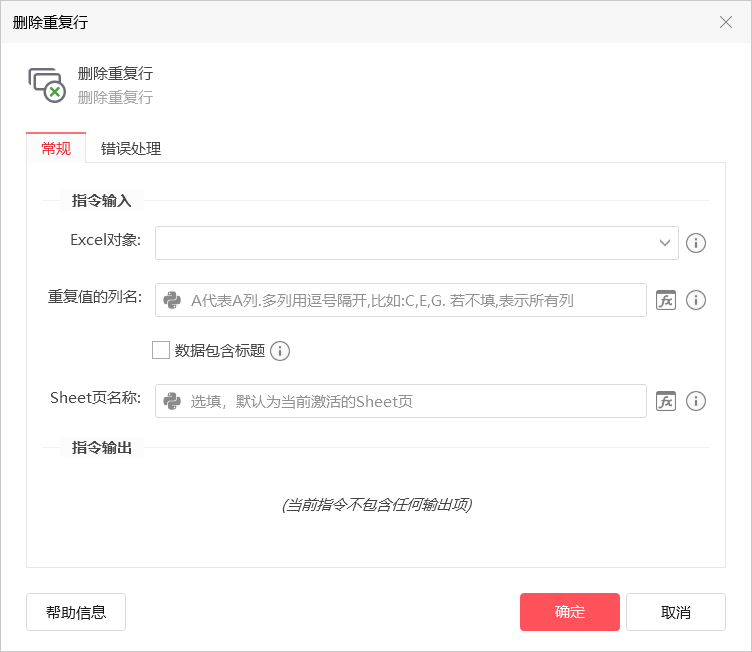 删除重复行
删除重复行
删除重复行
常规
错误处理
指令输入
Excel对象:
重复值的列名:
A代表A列.多列用逗号隔开,比如:C,E,G. 若不填,表示所有列
fx
数据包含标题
Sheet页名称:
选填，默认为当前激活的Sheet页
fx
指令输出
(当前指令不包含任何输出项)
帮助信息
确定
取消